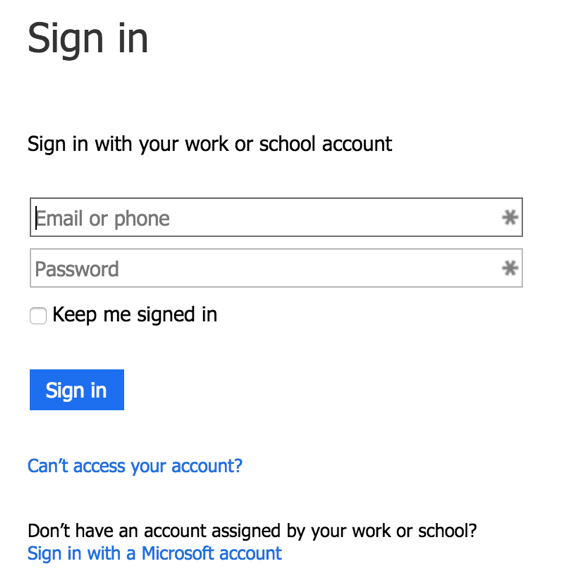 Sign in
Sign in with your work or school account
Email or phone
Password
Keep me signed in
Sign in
Can't access your account?
Don't have an account assigned by your work or school?
Sign in with a Microsoft account